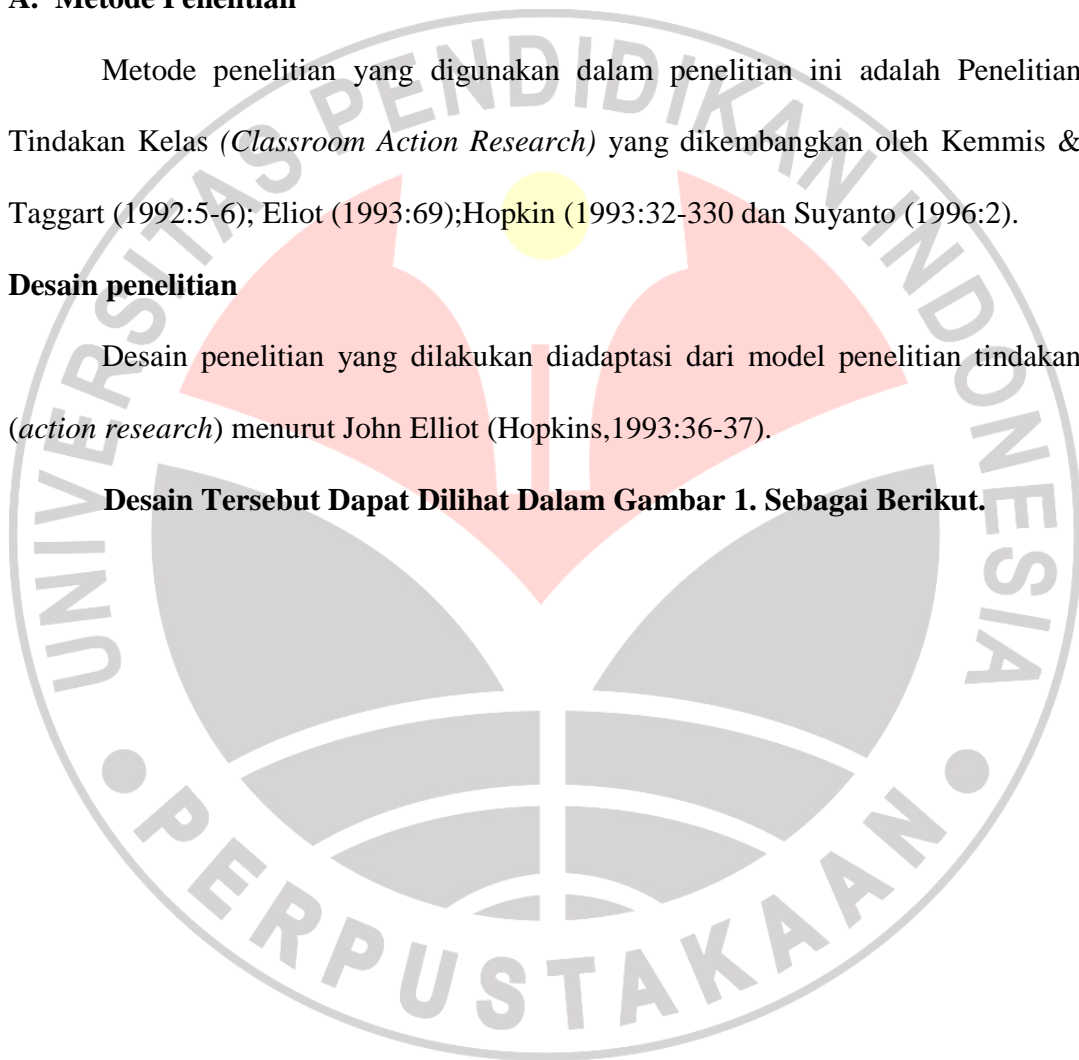 A. Metode Penelitian
Metode penelitian yang digunakan dalam penelitian ini adalah Penelitian
Tindakan Kelas (Classroom Action Research) yang dikembangkan oleh Kemmis &
Taggart (1992:5-6); Eliot (1993:69);Hopkin (1993:32-330 dan Suyanto (1996:2).
Desain penelitian
Desain penelitian yang dilakukan diadaptasi dari model penelitian tindakan
(action research) menurut John Elliot (Hopkins,1993:36-37).
Desain Tersebut Dapat Dilihat Dalam Gambar 1. Sebagai Berikut.
UNIVERSITAS PENDIDIKAN INDONESIA
PERPUSTAKAAN